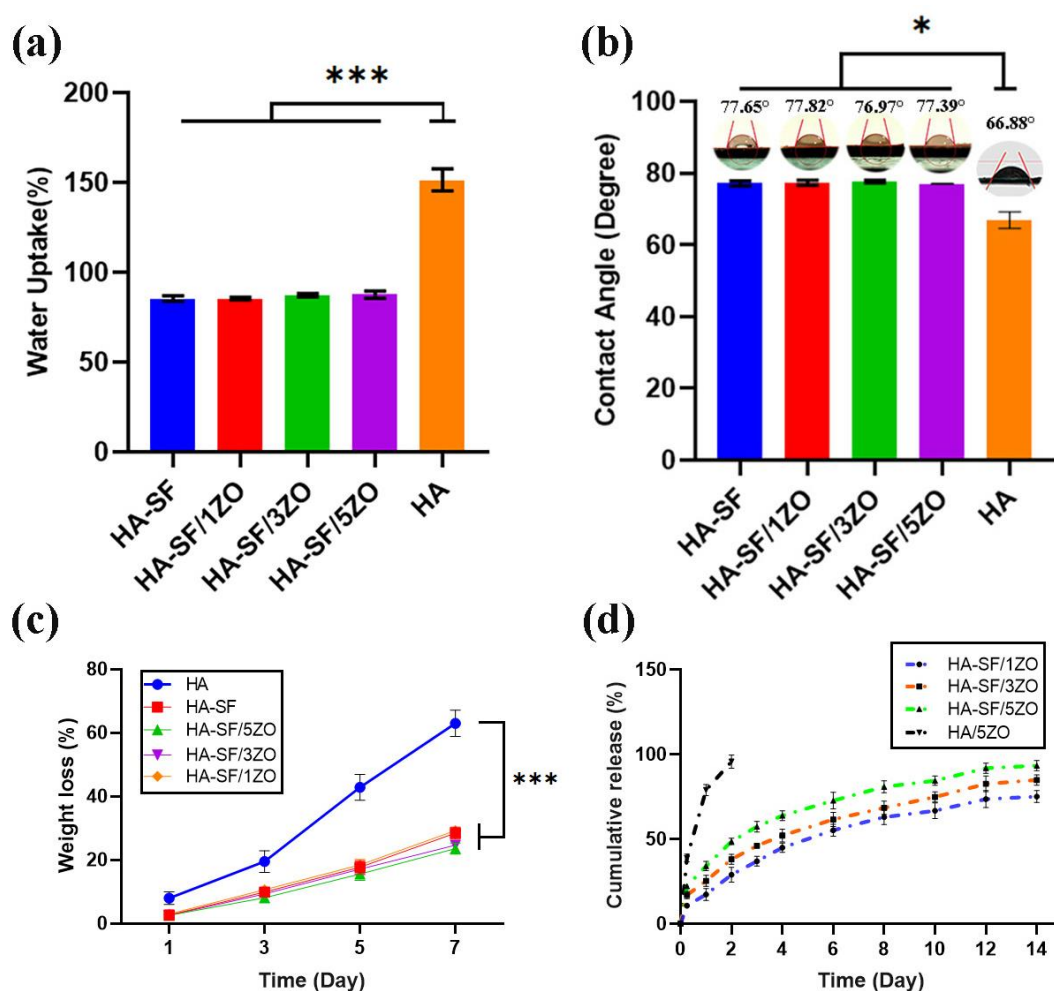 (a)
***
Water Uptake(%)
200
150
100
50
0
HA-SF
HA-SF/1ZO
HA-SF/3ZO
HA-SF/5ZO
HA
(b)
*
Contact Angle (Degree)
100
80
60
40
20
0
77.65°
77.82°
76.97°
77.39°
66.88°
HA-SF
HA-SF/1ZO
HA-SF/3ZO
HA-SF/5ZO
HA
(c)
Weight loss (%)
80
60
40
20
0
HA
HA-SF
HA-SF/5ZO
HA-SF/3ZO
HA-SF/1ZO
***
1
3
5
7
Time (Day)
(d)
Cumulative release (%)
150
100
50
0
HA-SF/1ZO
HA-SF/3ZO
HA-SF/5ZO
HA/5ZO
0
2
4
6
8
10
12
14
Time (Day)